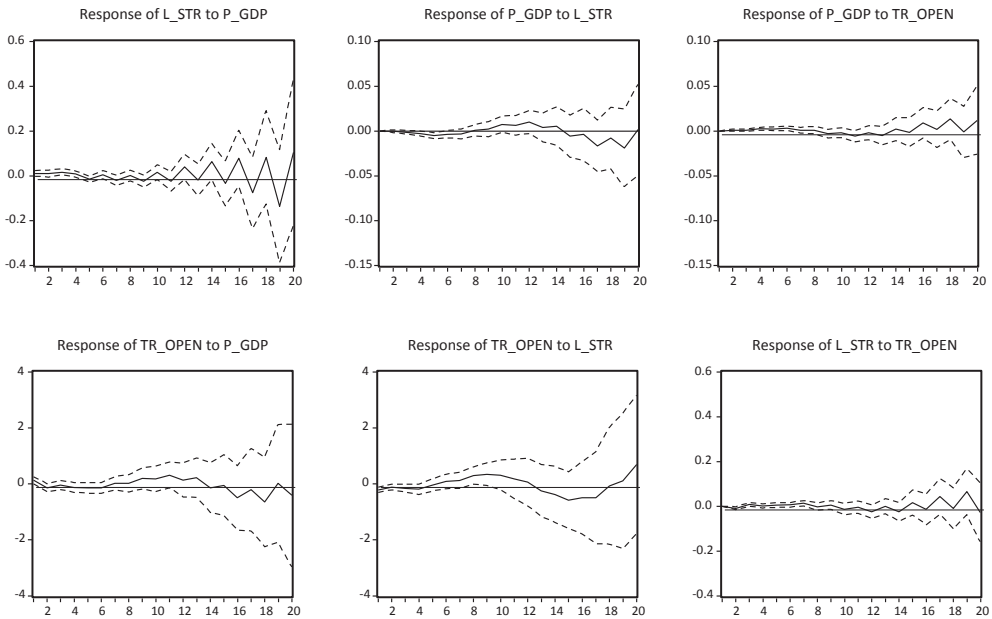 Response of L_STR to P_GDP
0.6
0.4
0.2
0.0
-0.2
-0.4
2 4 6 8 10 12 14 16 18 20
Response of P_GDP to L_STR
0.10
0.05
0.00
-0.05
-0.10
-0.15
2 4 6 8 10 12 14 16 18 20
Response of P_GDP to TR_OPEN
0.10
0.05
0.00
-0.05
-0.10
-0.15
2 4 6 8 10 12 14 16 18 20
Response of TR_OPEN to P_GDP
4
2
0
-2
-4
2 4 6 8 10 12 14 16 18 20
Response of TR_OPEN to L_STR
4
2
0
-2
-4
2 4 6 8 10 12 14 16 18 20
Response of L_STR to TR_OPEN
0.6
0.4
0.2
0.0
-0.2
-0.4
2 4 6 8 10 12 14 16 18 20